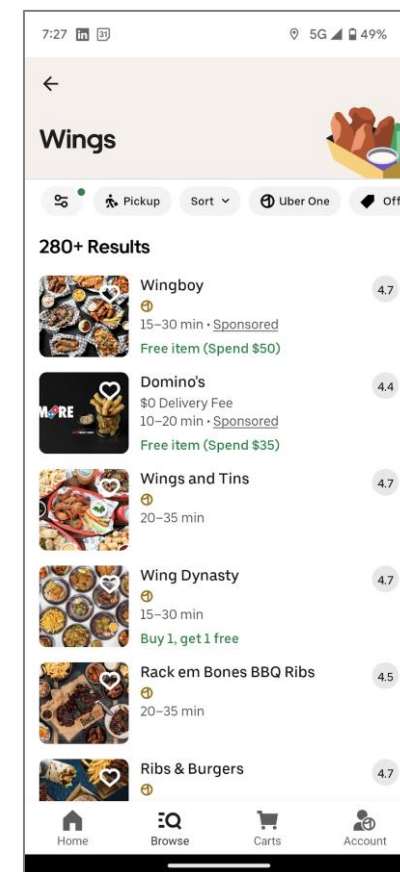 7:27 in 31 5G 49%
Wings
Pickup Sort Uber One Off
280+ Results
Wingboy 4.7
15–30 min • Sponsored
Free item (Spend $50)
Domino's 4.4
$0 Delivery Fee
10–20 min • Sponsored
Free item (Spend $35)
Wings and Tins 4.7
20–35 min
Wing Dynasty 4.7
15–30 min
Buy 1, get 1 free
Rack em Bones BBQ Ribs 4.5
20–35 min
Ribs & Burgers 4.7
Home Browse Carts Account